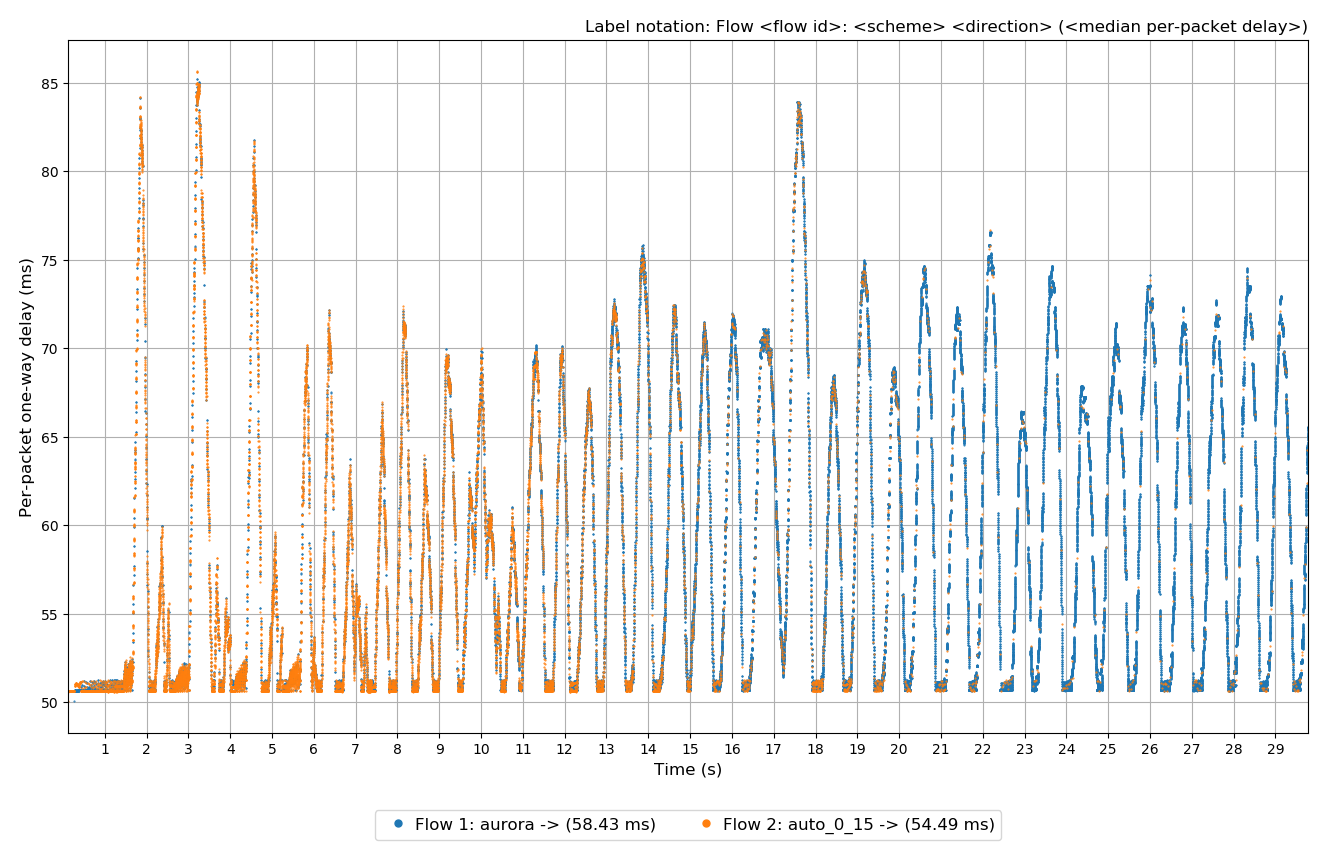 Label notation: Flow <flow id>: <scheme> <direction> (<median per-packet delay>)
Per-packet one-way delay (ms)
85
80
75
70
65
60
55
50
1 2 3 4 5 6 7 8 9 10 11 12 13 14 15 16 17 18 19 20 21 22 23 24 25 26 27 28 29
Time (s)
Flow 1: aurora -> (58.43 ms) Flow 2: auto_0_15 -> (54.49 ms)